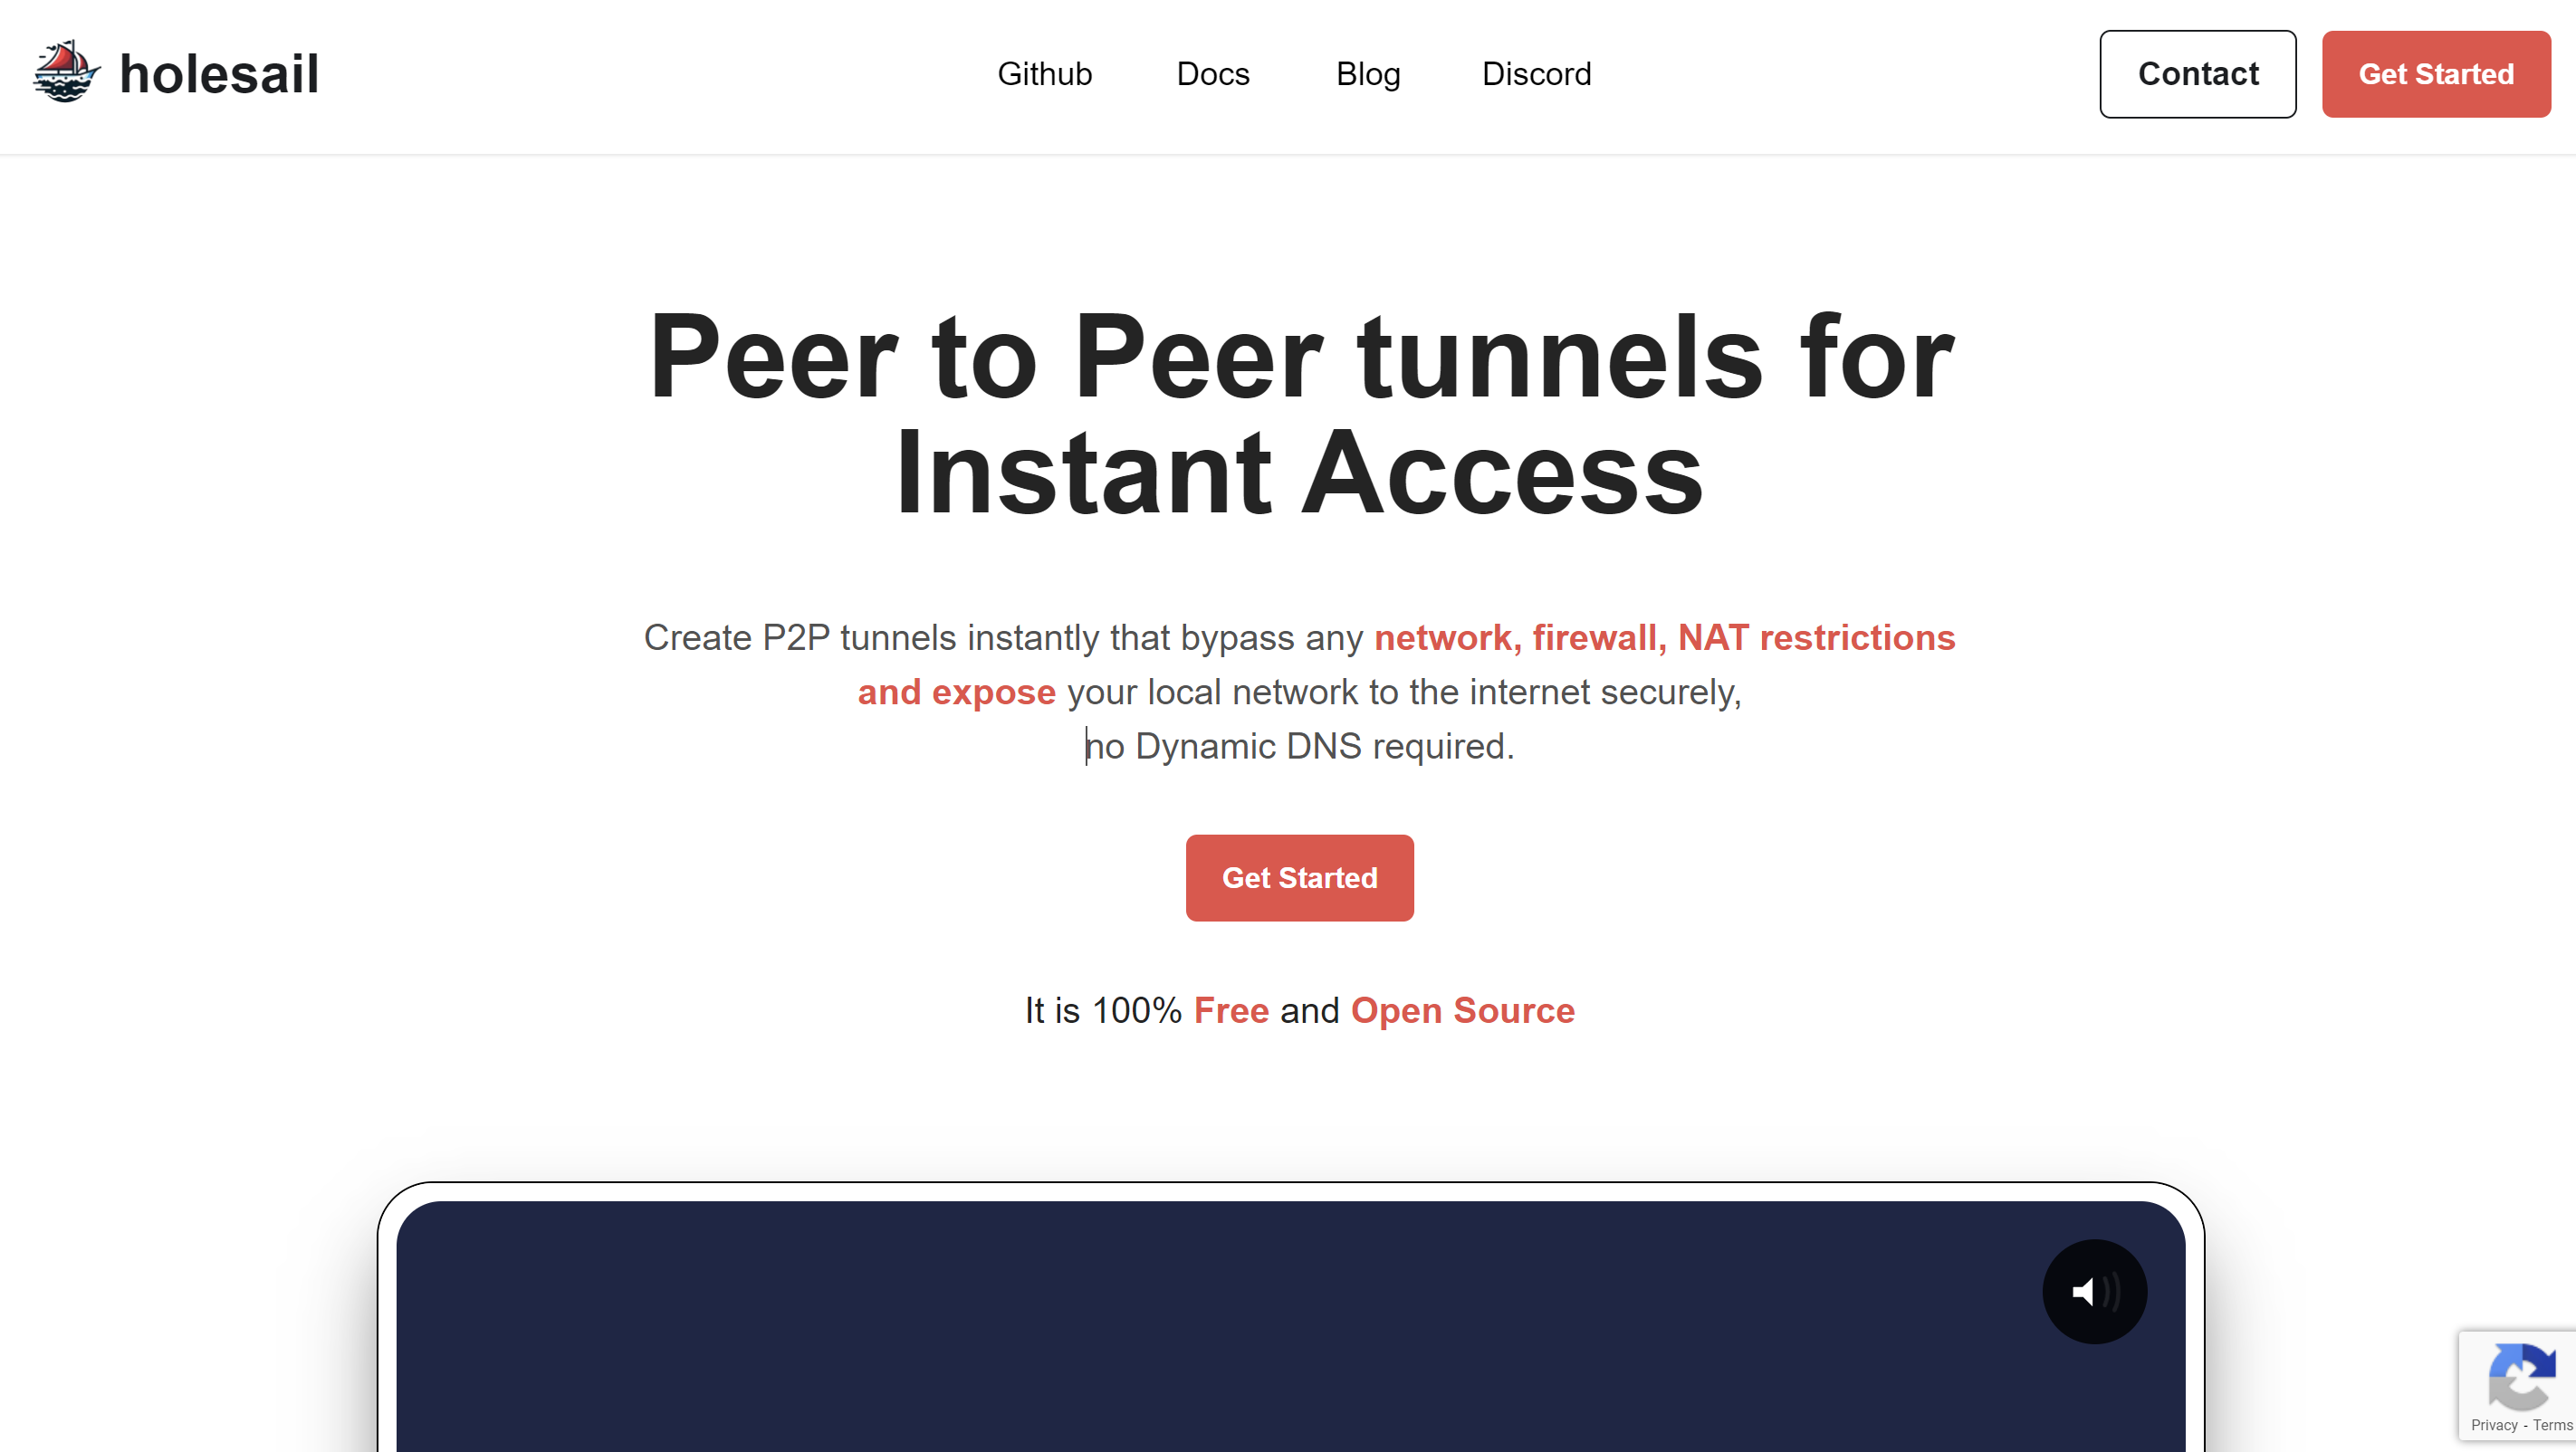 holesail
Github
Docs
Blog
Discord
Contact
Get Started
Peer to Peer tunnels for
Instant Access
Create P2P tunnels instantly that bypass any network, firewall, NAT restrictions
and expose your local network to the internet securely,
no Dynamic DNS required.
Get Started
It is 100% Free and Open Source
Privacy - Terms